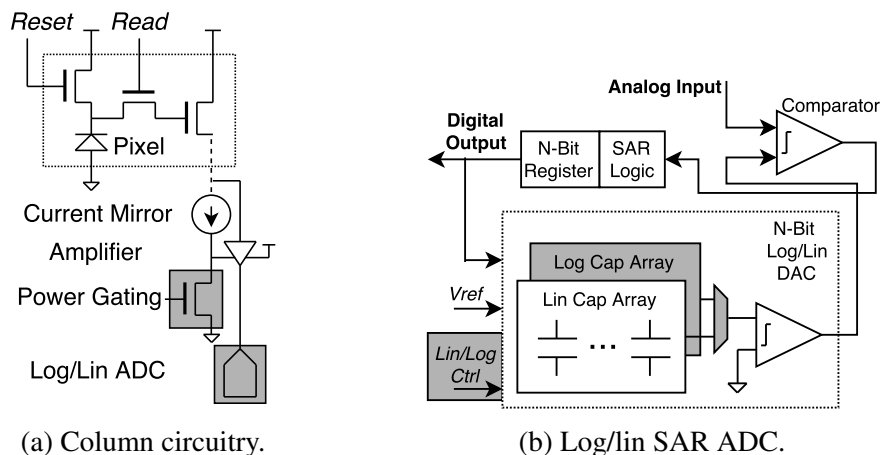 Reset Read
Pixel
Current Mirror
Amplifier
Power Gating
Log/Lin ADC
(a) Column circuitry.
Analog Input
Comparator
Digital
Output
N-Bit
Register
SAR
Logic
N-Bit
Log/Lin
DAC
Log Cap Array
Vref
Lin Cap Array
...
Lin/Log
Ctrl
(b) Log/lin SAR ADC.